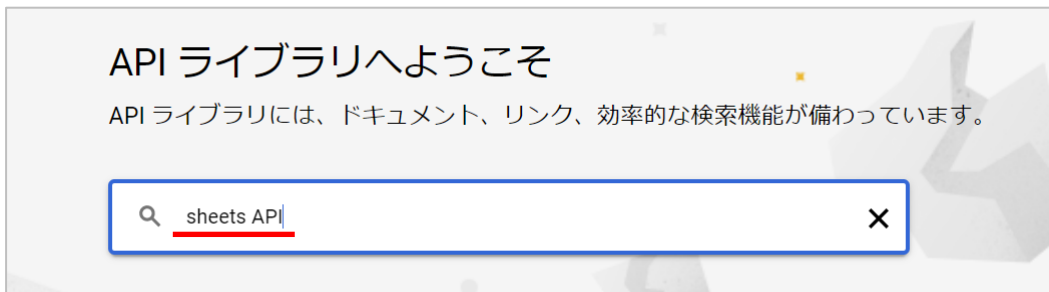 API ライブラリへようこそ
API ライブラリには、ドキュメント、リンク、効率的な検索機能が備わっています。
sheets API